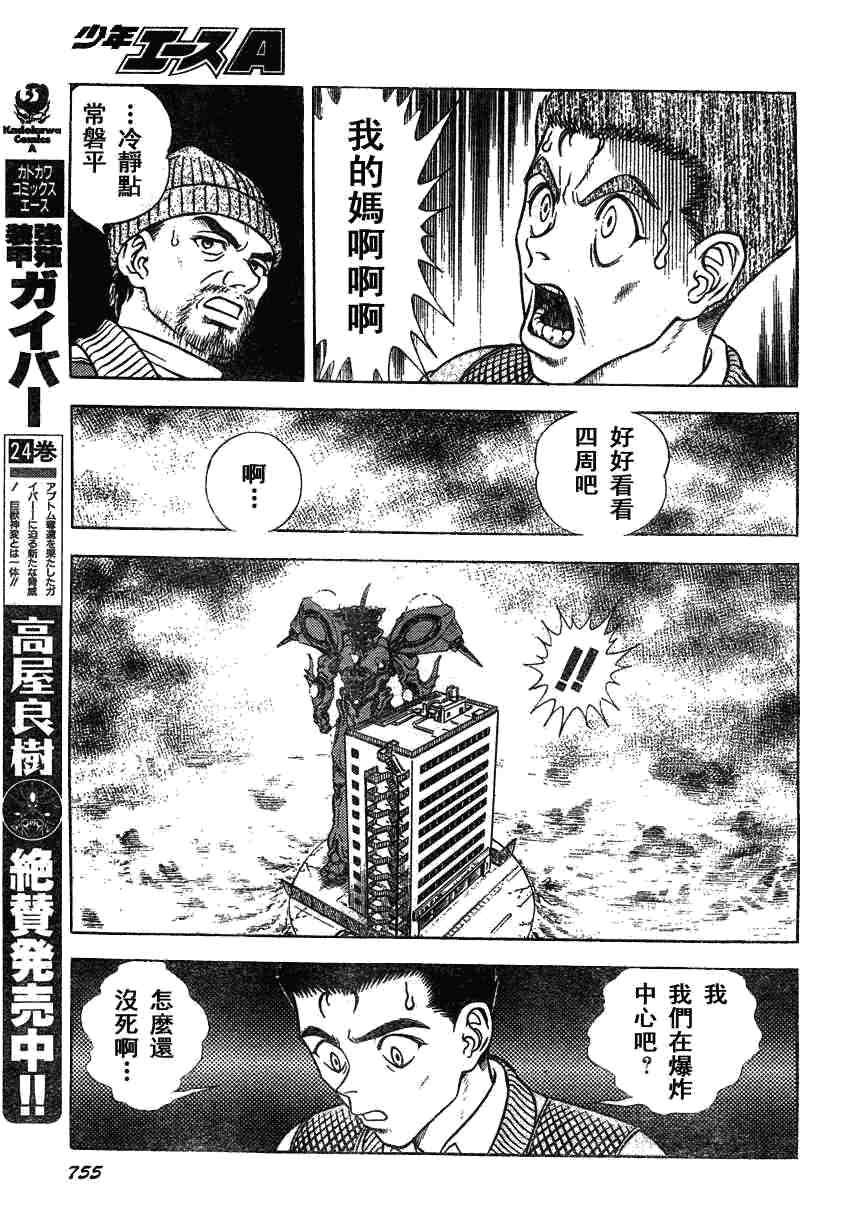 少年エースA
我的媽啊啊啊
…冷靜點
常磐平
好好看看
四周吧
啊…
!!
我
我們在爆炸
中心吧?
怎麼還
沒死啊…
Kadokawa
Comics
A
カドカワ
コミックス
エース
強殖
装甲
ガイバー
24巻
アプトム奪還を果たしたガ
イバーⅠに迫る新たな脅威
!巨獣神変とは一体!!
高屋良樹
絶賛発売中!!
755